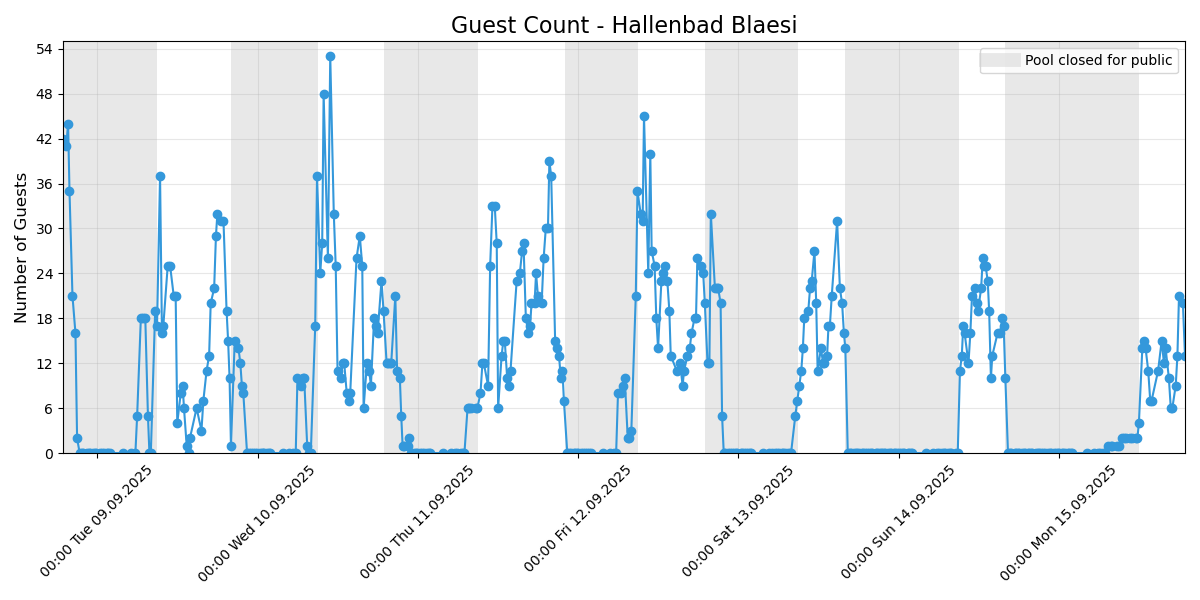 Guest Count - Hallenbad Blaesi
Pool closed for public
Number of Guests
54
48
42
36
30
24
18
12
6
0
00:00 Tue 09.09.2025
00:00 Wed 10.09.2025
00:00 Thu 11.09.2025
00:00 Fri 12.09.2025
00:00 Sat 13.09.2025
00:00 Sun 14.09.2025
00:00 Mon 15.09.2025